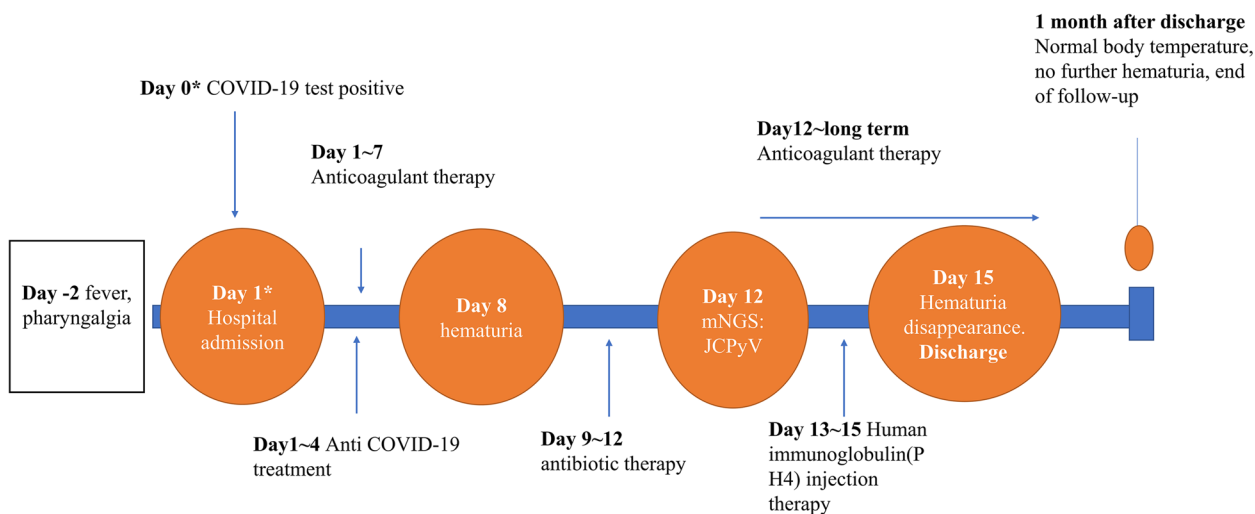 1 month after discharge
Normal body temperature,
no further hematuria, end
of follow-up
Day 0* COVID-19 test positive
Day 1~7
Anticoagulant therapy
Day12~long term
Anticoagulant therapy
Day -2 fever,
pharyngalgia
Day 1*
Hospital
admission
Day 8
hematuria
Day 12
mNGS:
JCPyV
Day 15
Hematuria
disappearance.
Discharge
Day1~4 Anti COVID-19
treatment
Day 9~12
antibiotic therapy
Day 13~15 Human
immunoglobulin(P
H4) injection
therapy